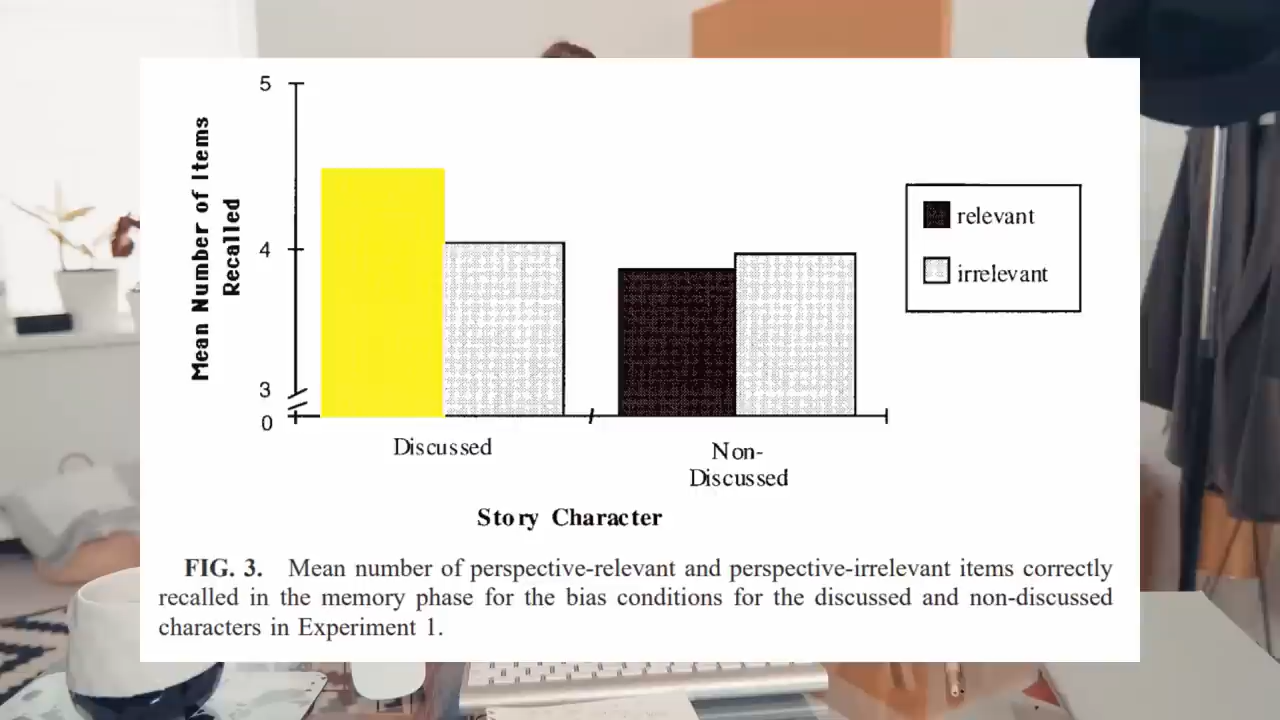 5
4
3
0
Mean Number of Items
Recalled
relevant
irrelevant
Discussed
Non-
Discussed
Story Character
FIG. 3. Mean number of perspective-relevant and perspective-irrelevant items correctly
recalled in the memory phase for the bias conditions for the discussed and non-discussed
characters in Experiment 1.